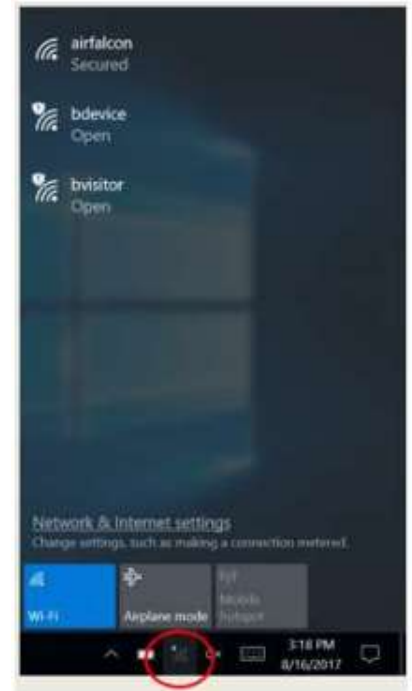 airfalcon
Secured
bdevice
Open
bvisitor
Open
Network & Internet settings
Change settings, such as making a connection metered.
Wi-Fi
Airplane mode
Mobile
hotspot
3:18 PM
8/16/2017